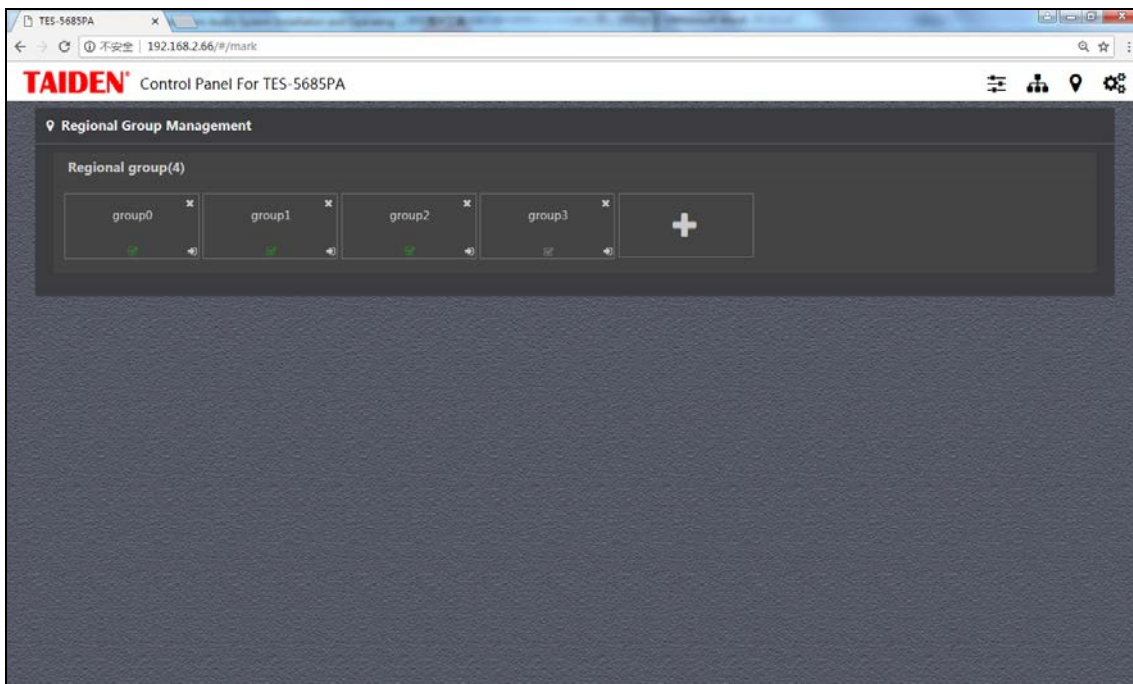 TES-5685PA
不安全 | 192.168.2.66/#/mark
TAIDEN® Control Panel For TES-5685PA
Regional Group Management
Regional group(4)
group0 group1 group2 group3